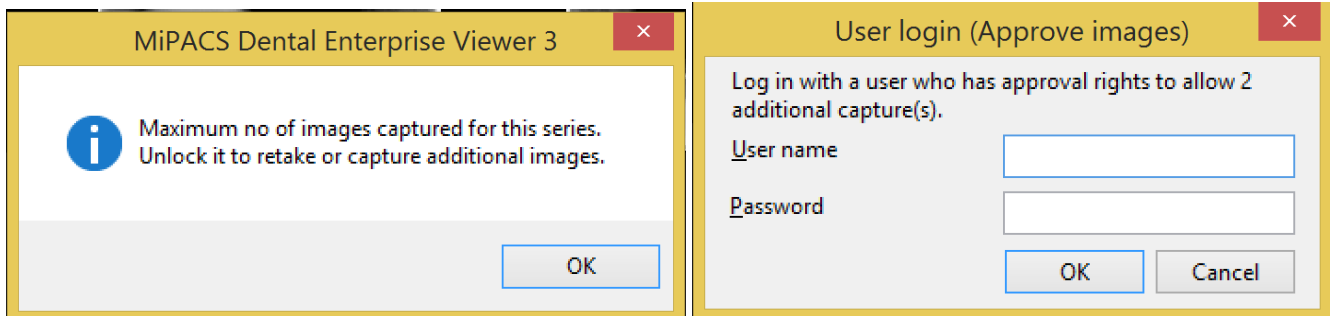 MiPACS Dental Enterprise Viewer 3
Maximum no of images captured for this series.
Unlock it to retake or capture additional images.
OK
User login (Approve images)
Log in with a user who has approval rights to allow 2
additional capture(s).
User name
Password
OK Cancel